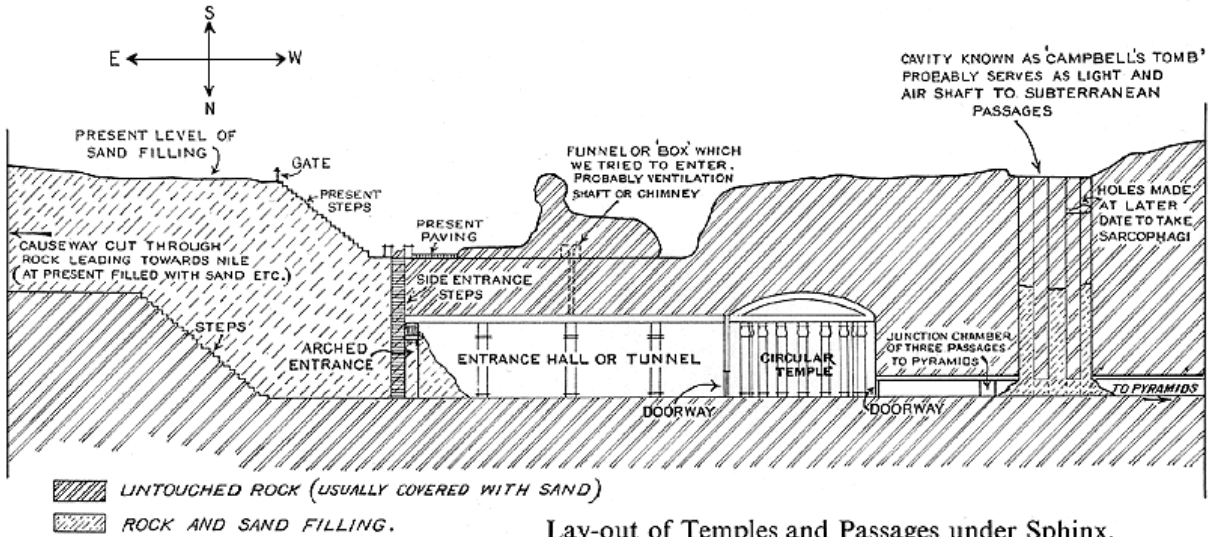 S
E
W
N
PRESENT LEVEL OF
SAND FILLING
GATE
PRESENT
STEPS
CAUSEWAY CUT THROUGH
ROCK LEADING TOWARDS NILE
(AT PRESENT FILLED WITH SAND ETC.)
STEPS
ARCHED
ENTRANCE
PRESENT
PAVING
SIDE ENTRANCE
STEPS
FUNNEL OR 'BOX' WHICH
WE TRIED TO ENTER.
PROBABLY VENTILATION
SHAFT OR CHIMNEY
ENTRANCE HALL OR TUNNEL
DOORWAY
CIRCULAR
TEMPLE
DOORWAY
CAVITY KNOWN AS 'CAMPBELL'S TOMB'
PROBABLY SERVES AS LIGHT AND
AIR SHAFT TO SUBTERRANEAN
PASSAGES
HOLES MADE
AT LATER
DATE TO TAKE
SARCOPHAGI
JUNCTION CHAMBER
OF THREE PASSAGES
TO PYRAMIDS
TO PYRAMIDS
UNTOUCHED ROCK (USUALLY COVERED WITH SAND)
ROCK AND SAND FILLING.
Lay-out of Temples and Passages under Sphinx.